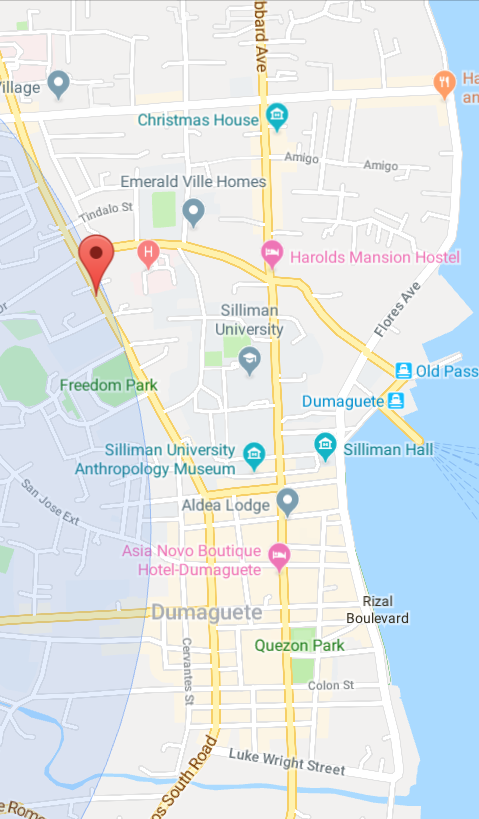 bbard Ave
Village
Ha
an
Christmas House
Amigo
Amigo
Emerald Ville Homes
Tindalo St
H
Harolds Mansion Hostel
Silliman
University
Flores Ave
Dr
Old Pass
Freedom Park
Dumaguete
Silliman University
Anthropology Museum
Silliman Hall
San Jose Ext
Aldea Lodge
Asia Novo Boutique
Hotel-Dumaguete
Dumaguete
Rizal
Boulevard
Quezon Park
Cervantes St
Colon St
Luke Wright Street
os South Road
e Rome